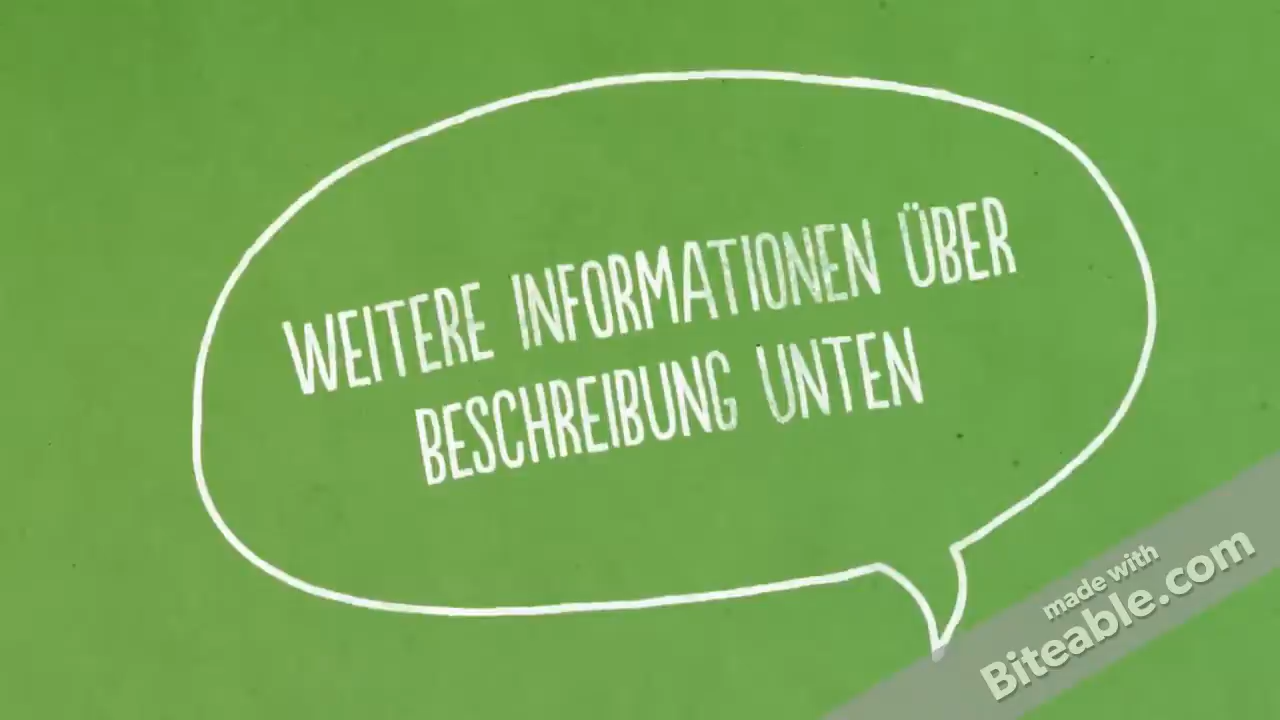 WEITERE INFORMATIONEN ÜBER
BESCHREIBUNG UNTEN
made with
Biteable.com